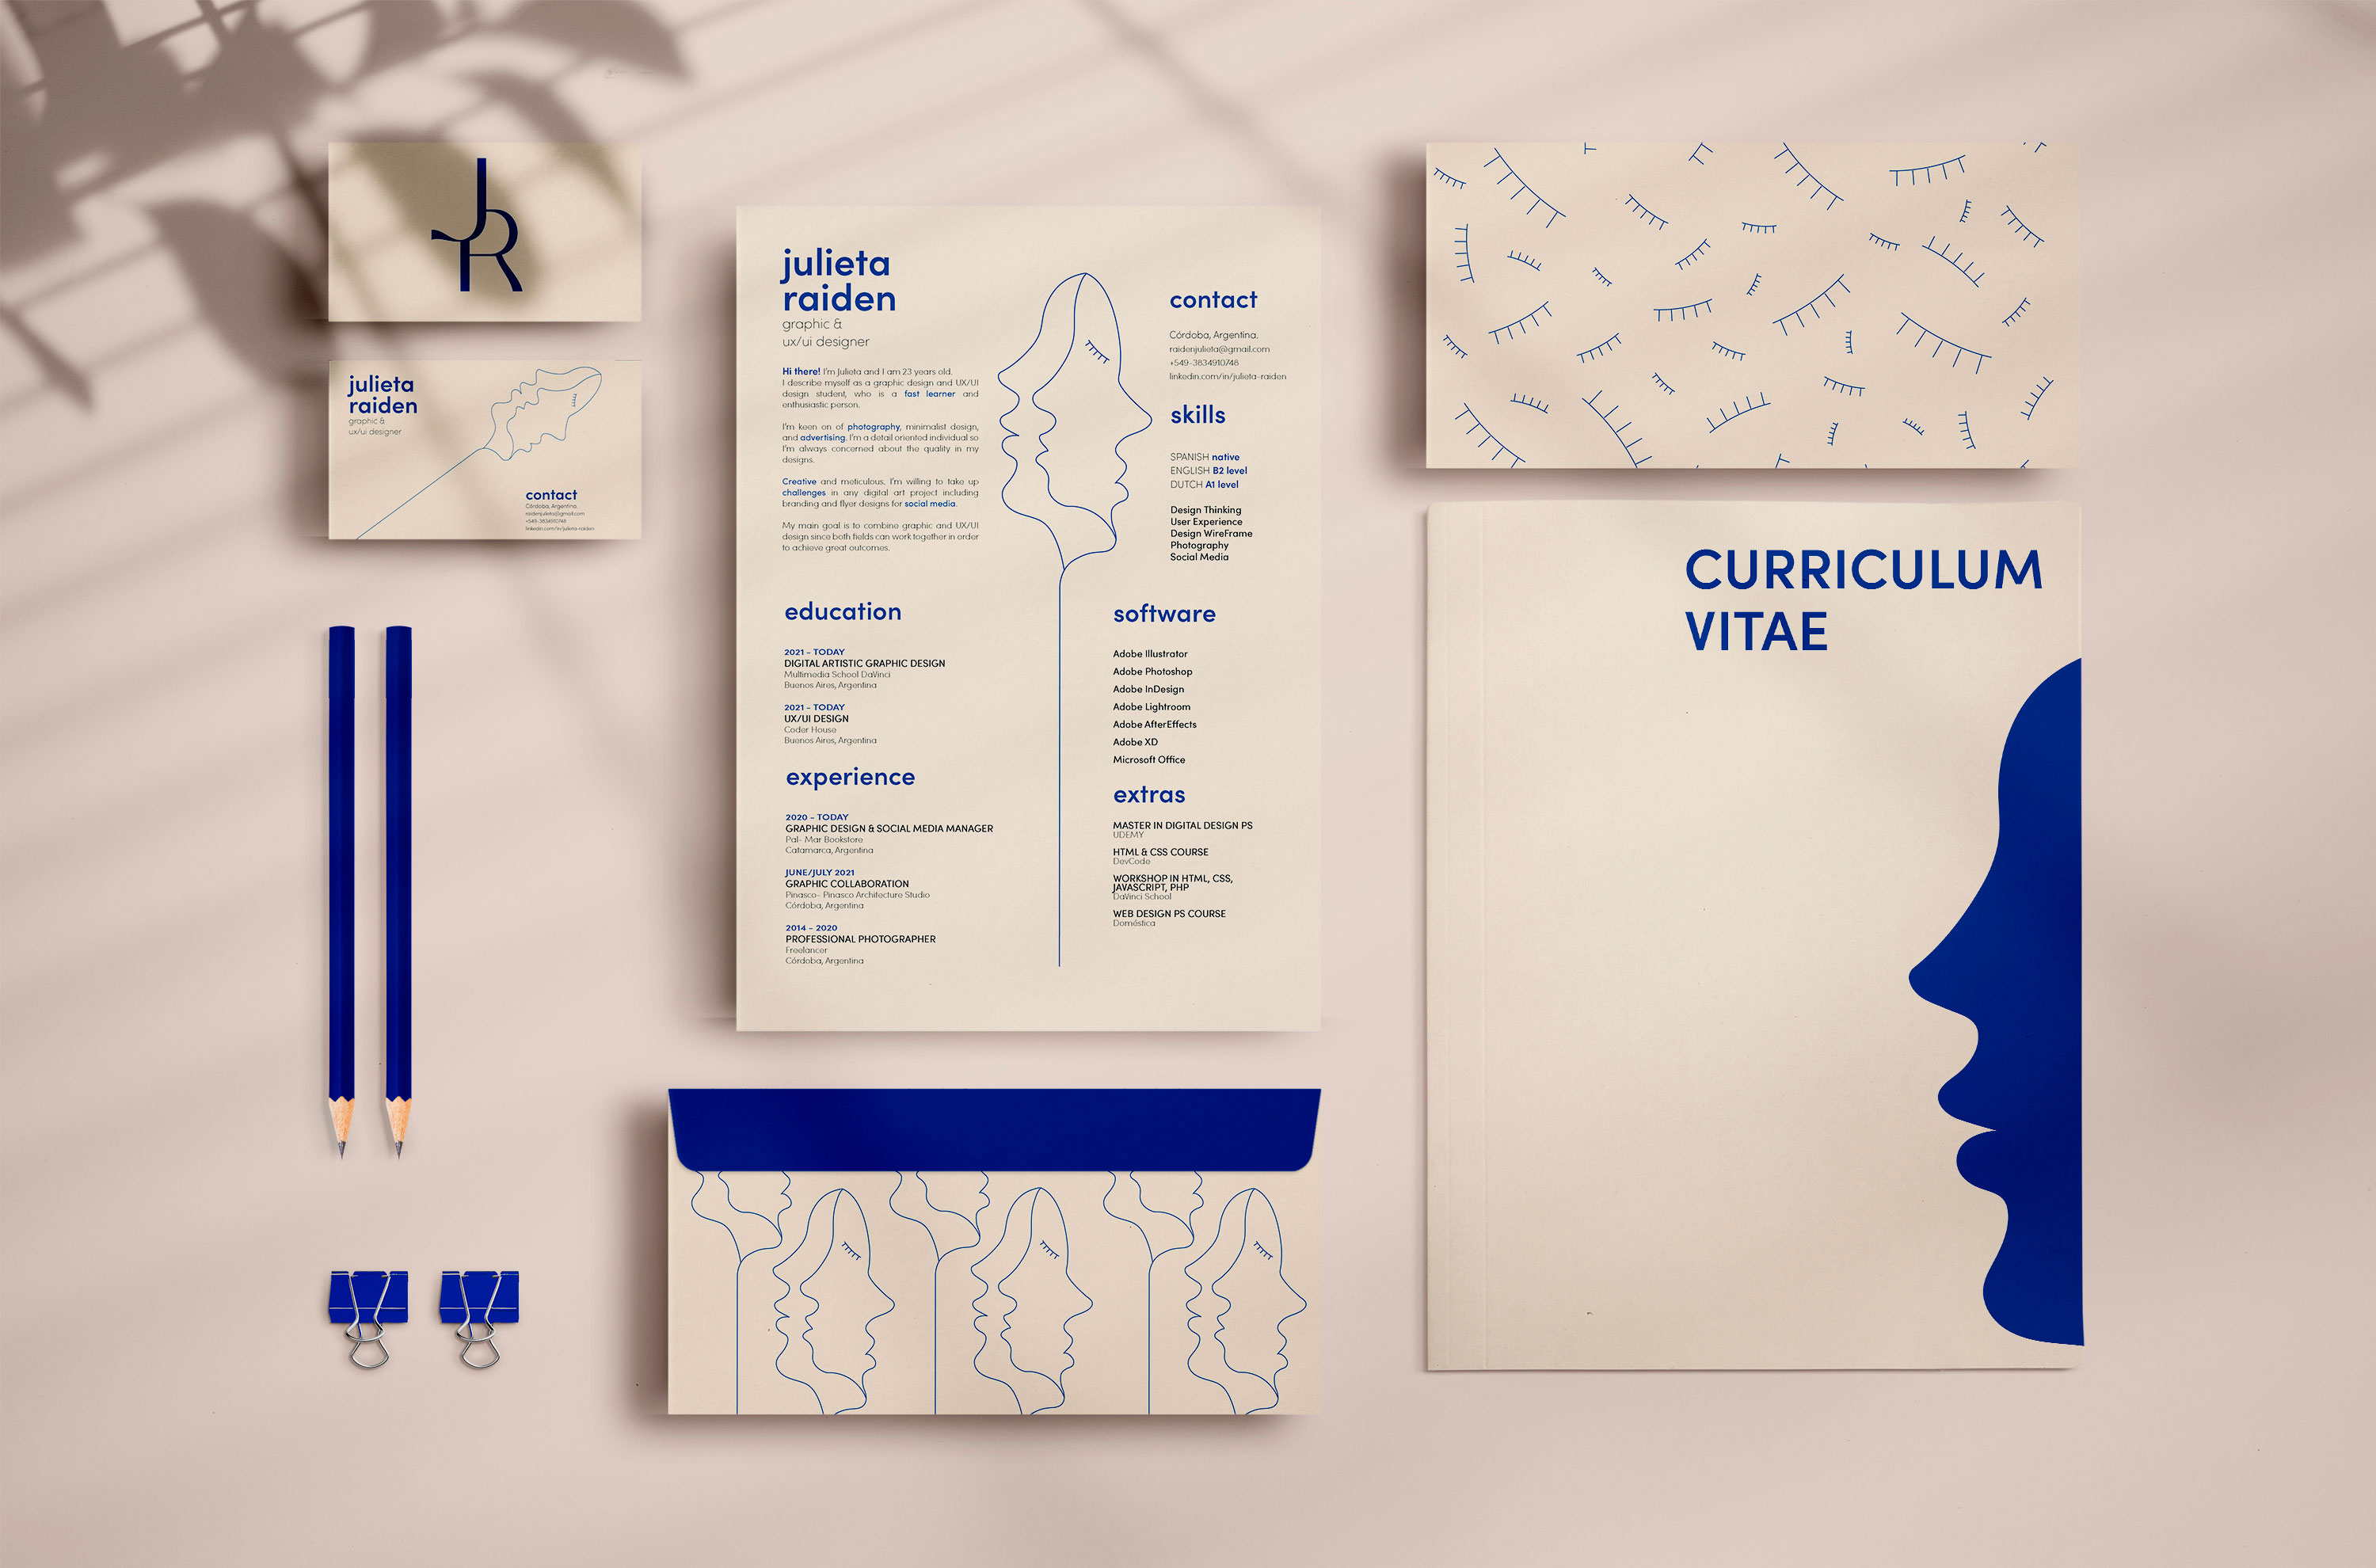 JR
julieta
raiden
graphic &
ux/ui designer
contact
Córdoba, Argentina.
raidenjulieta@gmail.com
+549-3834910748
linkedin.com/in/julieta-raiden
julieta
raiden
graphic &
ux/ui designer
Hi there! I'm Julieta and I am 23 years old.
I describe myself as a graphic design and UX/UI
design student, who is a fast learner and
enthusiastic person.
I'm keen on of photography, minimalist design,
and advertising. I'm a detail oriented individual so
I'm always concerned about the quality in my
designs.
Creative and meticulous. I'm willing to take up
challenges in any digital art project including
branding and flyer designs for social media.
My main goal is to combine graphic and UX/UI
design since both fields can work together in order
to achieve great outcomes.
education
2021 - TODAY
DIGITAL ARTISTIC GRAPHIC DESIGN
Multimedia School DaVinci
Buenos Aires, Argentina
2021 - TODAY
UX/UI DESIGN
Coder House
Buenos Aires, Argentina
experience
2020 - TODAY
GRAPHIC DESIGN & SOCIAL MEDIA MANAGER
Pal- Mar Bookstore
Catamarca, Argentina
JUNE/JULY 2021
GRAPHIC COLLABORATION
Pinasco- Pinasco Architecture Studio
Córdoba, Argentina
2014 - 2020
PROFESSIONAL PHOTOGRAPHER
Freelancer
Córdoba, Argentina
contact
Córdoba, Argentina.
raidenjulieta@gmail.com
+549-3834910748
linkedin.com/in/julieta-raiden
skills
SPANISH native
ENGLISH B2 level
DUTCH A1 level
Design Thinking
User Experience
Design WireFrame
Photography
Social Media
software
Adobe Illustrator
Adobe Photoshop
Adobe InDesign
Adobe Lightroom
Adobe AfterEffects
Adobe XD
Microsoft Office
extras
MASTER IN DIGITAL DESIGN PS
UDEMY
HTML & CSS COURSE
DevCode
WORKSHOP IN HTML, CSS,
JAVASCRIPT, PHP
DaVinci School
WEB DESIGN PS COURSE
Doméstica
CURRICULUM
VITAE